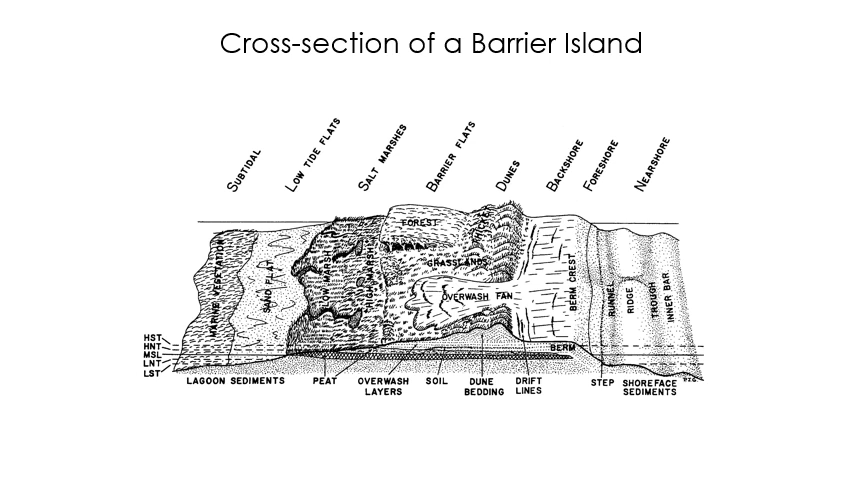 Cross-section of a Barrier Island
SUBTIDAL
LOW TIDE FLATS
SALT MARSHES
BARRIER FLATS
DUNES
BACKSHORE
FORESHORE
NEARSHORE
FOREST
THICKET
MARINE VEGETATION
SAND FLAT
LOW MARSH
HIGH MARSH
GRASSLANDS
OVERWASH FAN
BERM CREST
RUNNEL
RIDGE
TROUGH
INNER BAR
HST
HNT
MSL
LNT
LST
BERM
LAGOON SEDIMENTS
PEAT
OVERWASH
LAYERS
SOIL
DUNE
BEDDING
DRIFT
LINES
STEP
SHOREFACE
SEDIMENTS